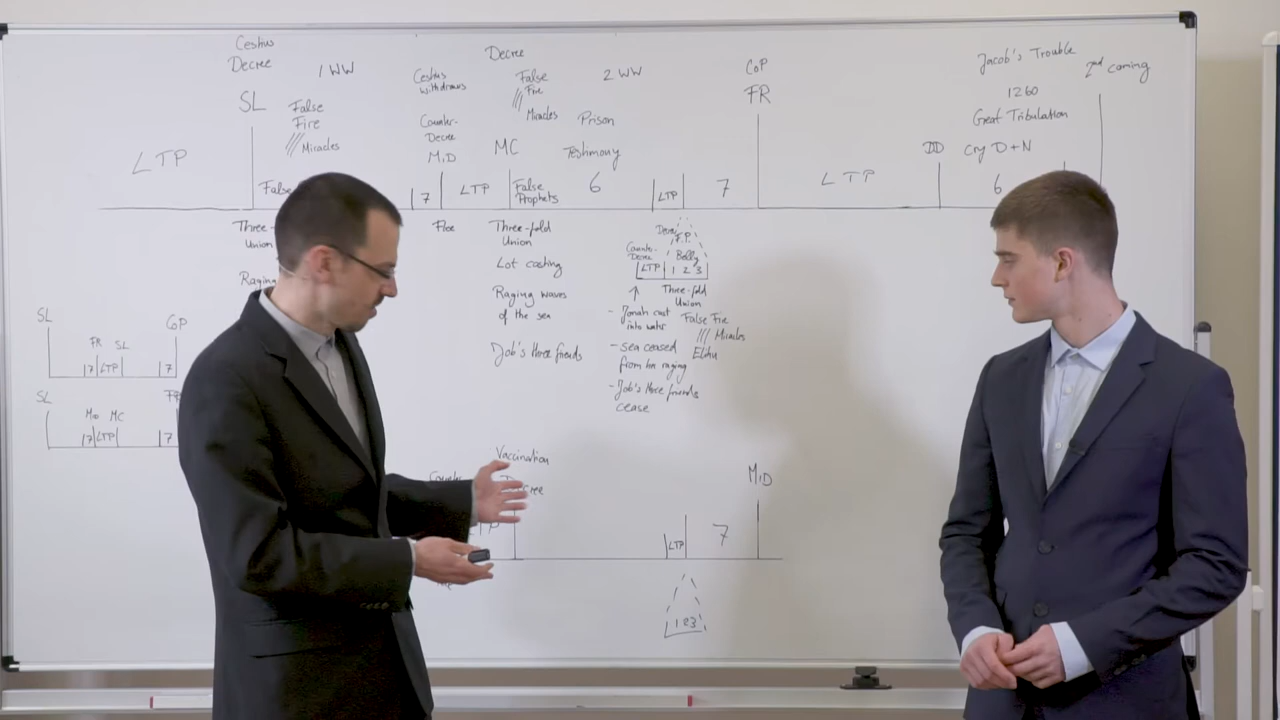 Cestius
Decree
1 WW
SL
False
Fire
Miracles
LTP
False
Cestius
withdraws
Counter-
Decree
MiD
7
LTP
Decree
False
Fire
Miracles
MC
False
Prophets
2 WW
Prison
Testimony
6
LTP
7
CoP
FR
LTP
DD
Jacob's Trouble
1260
Great Tribulation
Cry D+N
6
2nd coming
Three-
Union
Raging
Floe
Three-fold
Union
Lot casting
Raging waves
of the sea
Job's three friends
Decree
F.P.
Counter-
Decree
Belly
LTP 1 2 3
Three-fold
Union
- Jonah cast
into water
False Fire
Miracles
Elihu
- sea ceased
from her raging
- Job's three friends
cease
SL
FR SL
CoP
7 LTP
7
SL
MiD MC
7 LTP
7
Vaccination
MiD
LTP
7
1 2 3